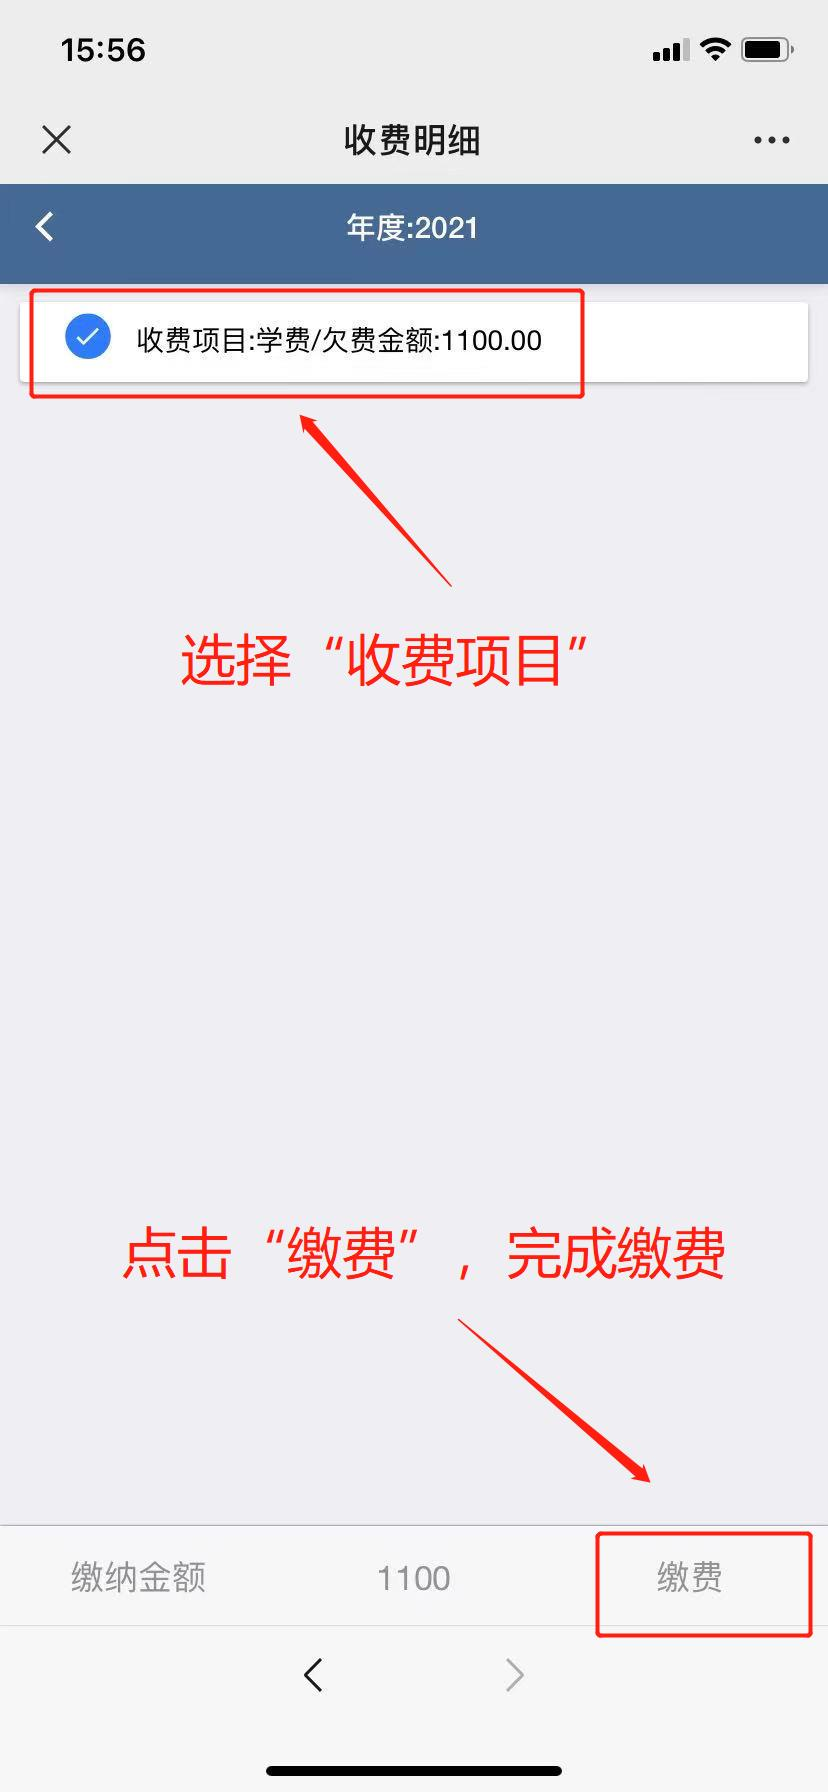 15:56
收费明细
年度:2021
收费项目:学费/欠费金额:1100.00
选择“收费项目”
点击“缴费”，完成缴费
缴纳金额 1100 缴费